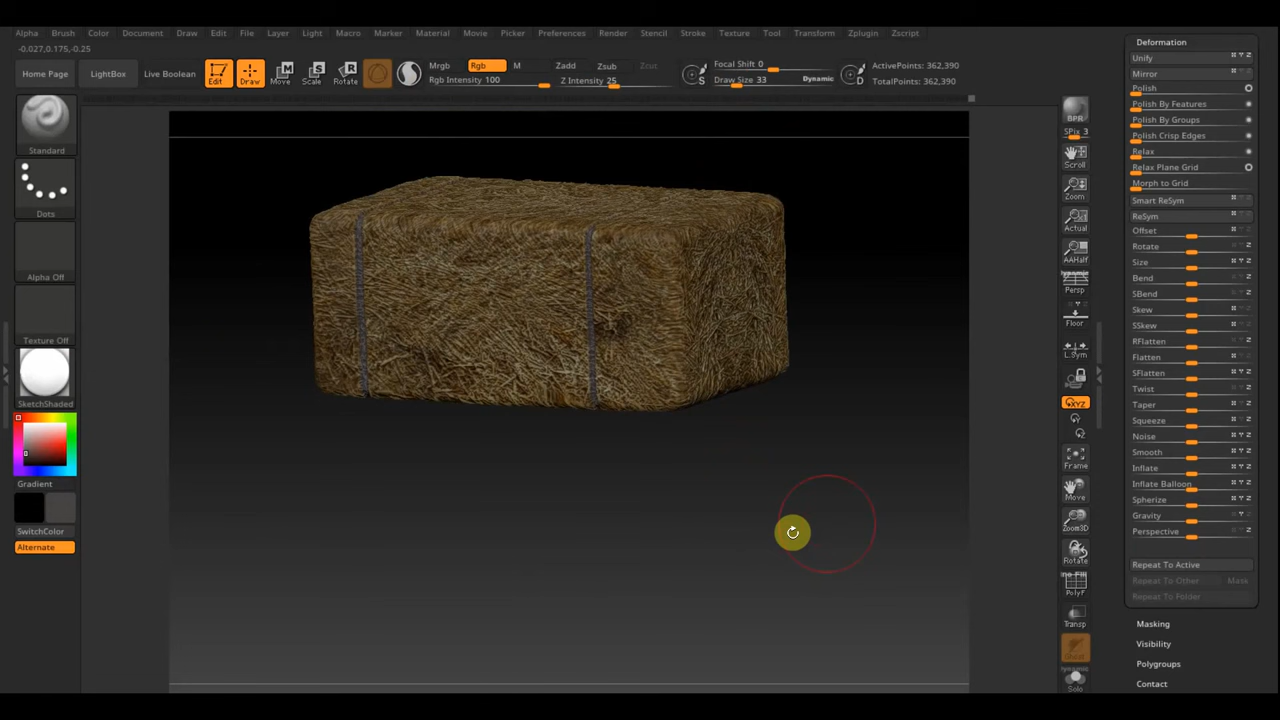 Alpha Brush Color Document Draw Edit File Layer Light Macro Marker Material Movie Picker Preferences Render Stencil Stroke Texture Tool Transform Zplugin Zscript
-0.027,0.175,-0.25
Home Page LightBox Live Boolean Edit Draw Move Scale Rotate
Mrgb Rgb M Zadd Zsub Zcut
Rgb Intensity 100 Z Intensity 25
Focal Shift 0
Draw Size 33 Dynamic
S
D
ActivePoints: 362,390
TotalPoints: 362,390
Standard
Dots
Alpha Off
Texture Off
SketchShaded
Gradient
SwitchColor
Alternate
BPR
SPix 3
Scroll
Zoom
Actual
AAHalf
Dynamic
Persp
Floor
L.Sym
XYZ
Y
Z
Frame
Move
Zoom3D
Rotate
PolyF
Transp
Ghost
Dynamic
Solo
Deformation
Unify
Mirror
Polish
Polish By Features
Polish By Groups
Polish Crisp Edges
Relax
Relax Plane Grid
Morph to Grid
Smart ReSym
ReSym
Offset
Rotate
Size
Bend
SBend
Skew
SSkew
RFlatten
Flatten
SFlatten
Twist
Taper
Squeeze
Noise
Smooth
Inflate
Inflate Balloon
Spherize
Gravity
Perspective
Repeat To Active
Repeat To Other Mask
Repeat To Folder
Masking
Visibility
Polygroups
Contact